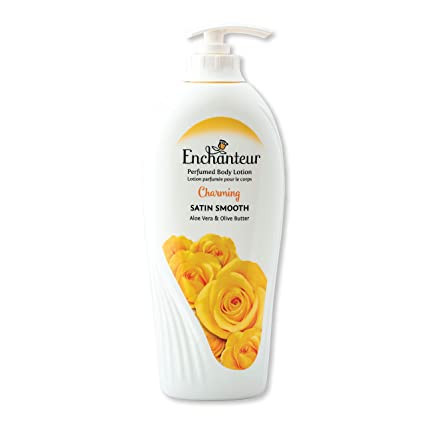 Enchanteur
Perfumed Body Lotion
Lotion parfumée pour le corps
Charming
SATIN SMOOTH
Aloe Vera & Olive Butter